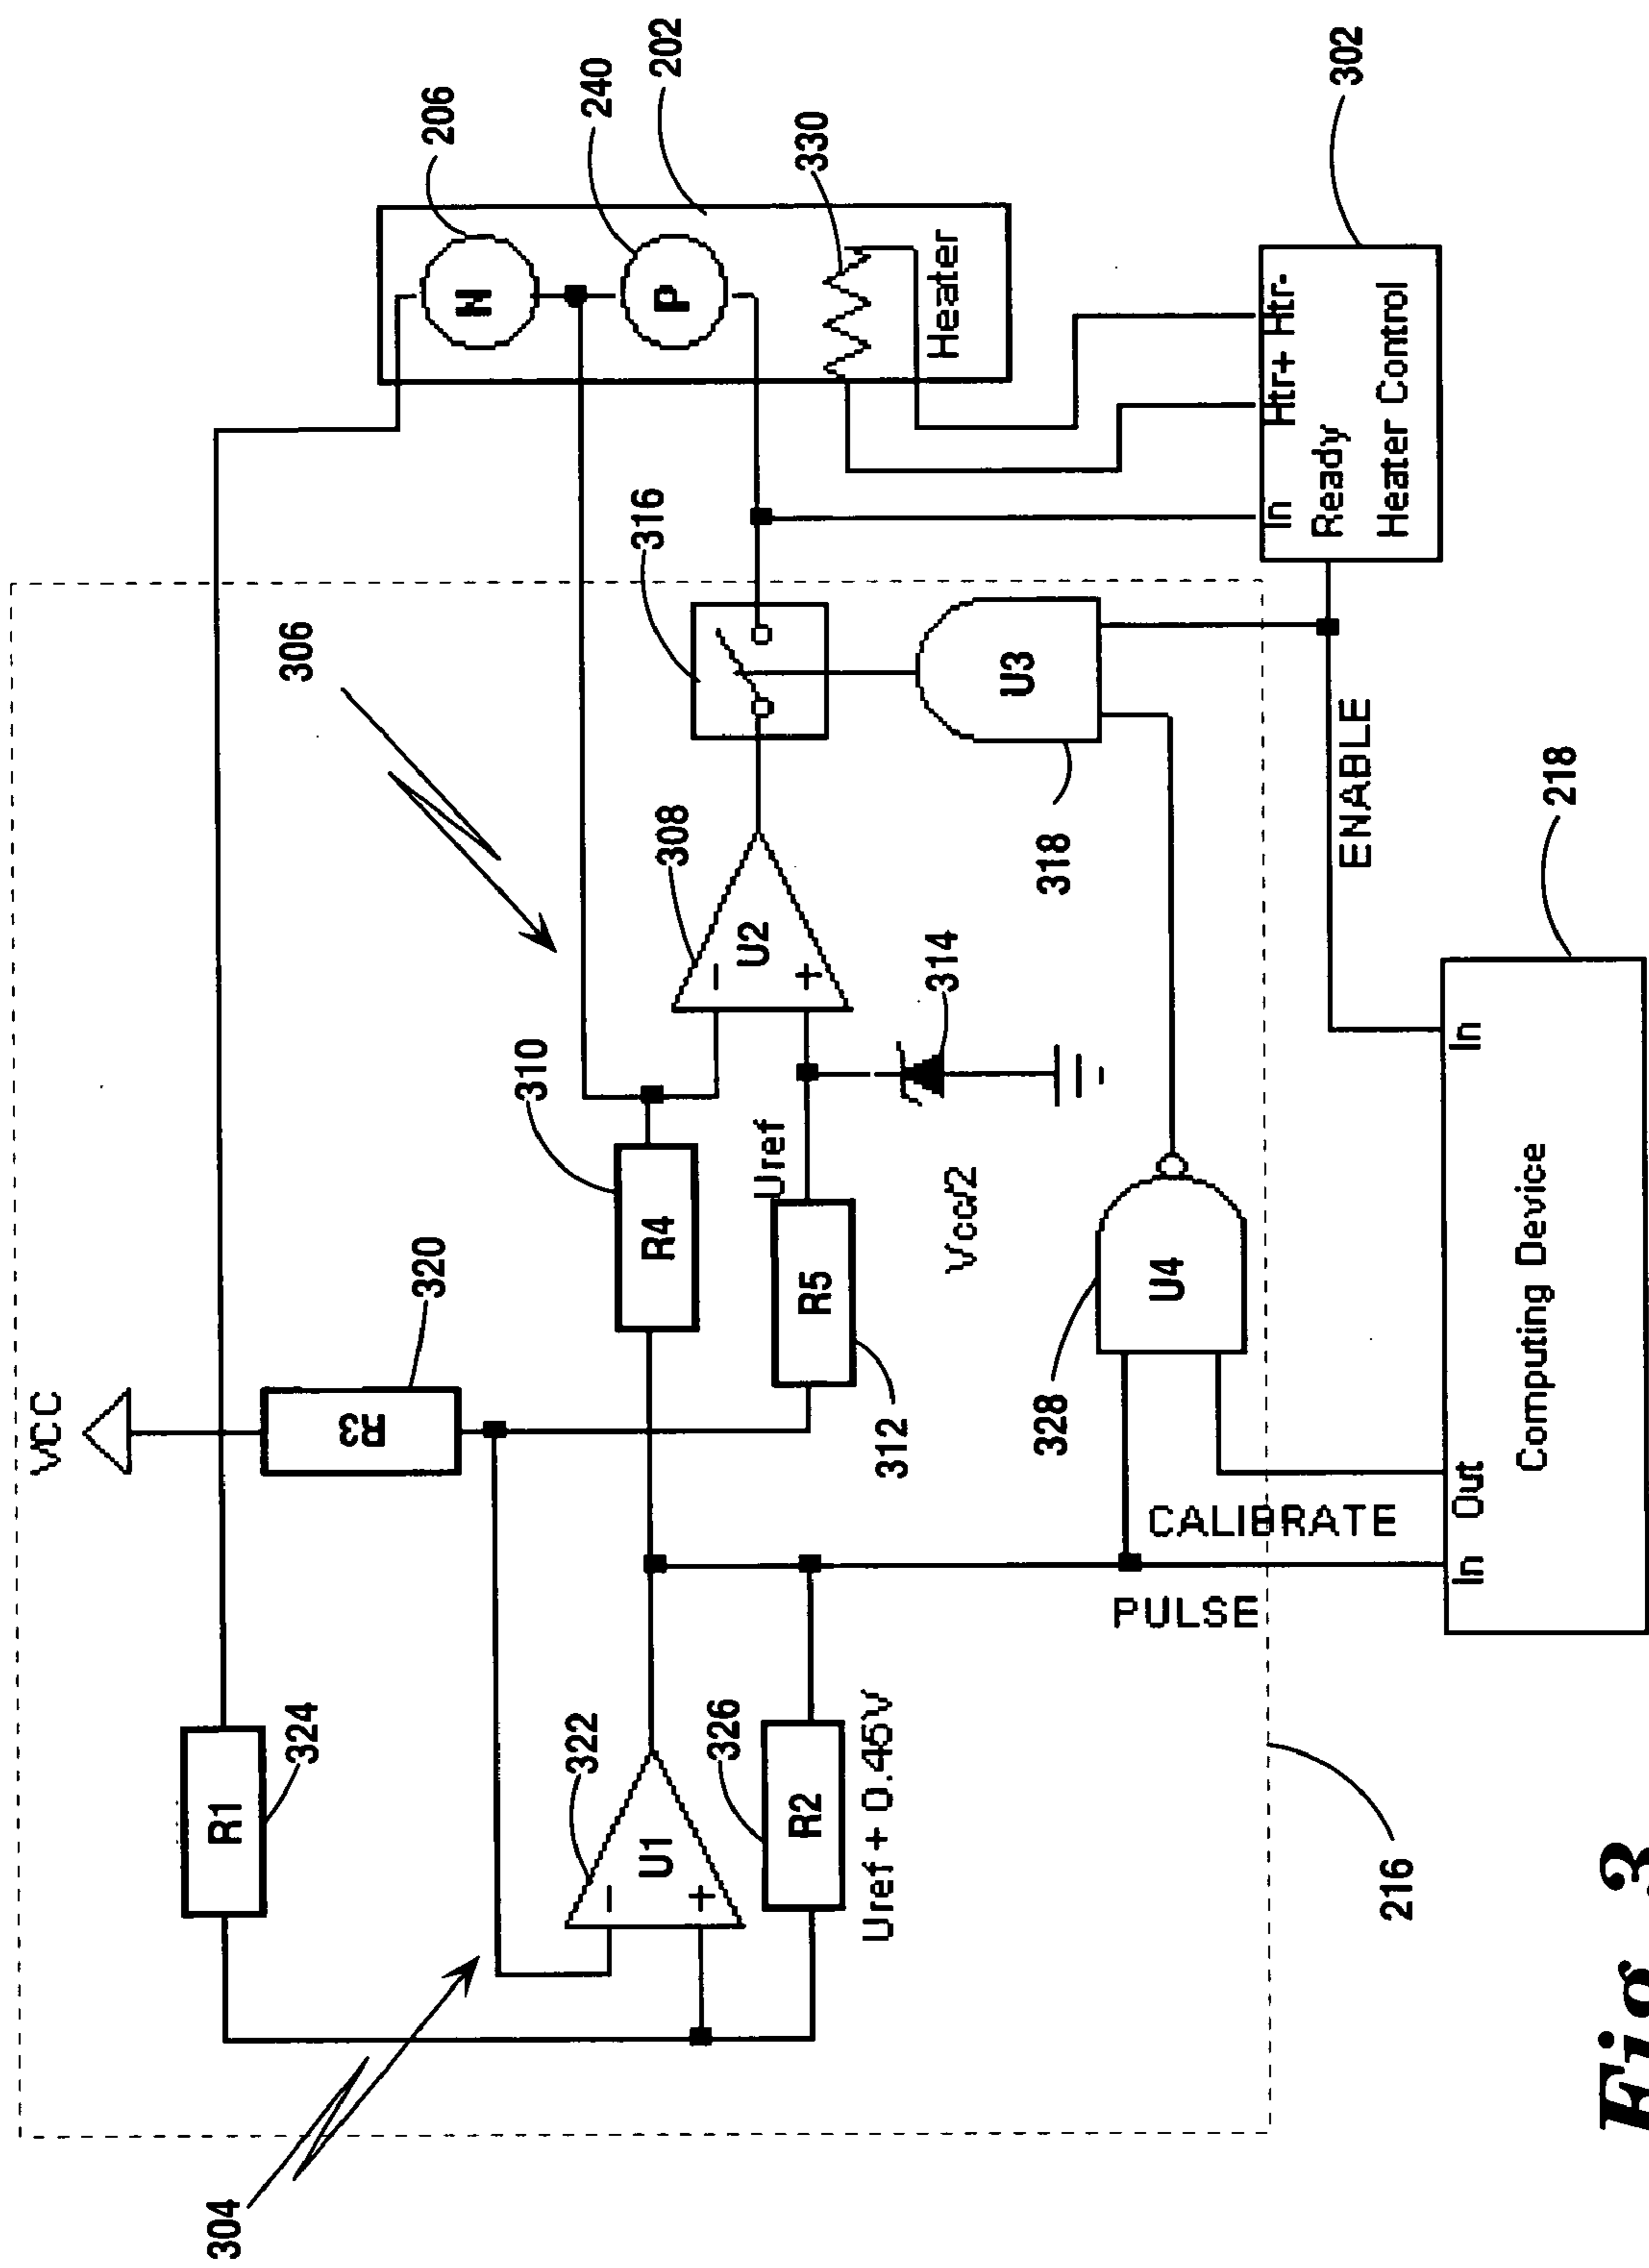 VCC
R1
324
R3
320
304
U1
-
+
322
R2
326
Uref + 0.45V
R4
310
R5
312
Uref
Vcc/2
314
U2
-
+
308
306
316
U3
318
U4
328
PULSE
CALIBRATE
216
N
206
P
240
202
330
Heater
In
Htr+
Htr-
Ready
Heater Control
302
ENABLE
In
Out
In
Computing Device
218
Fig. 3